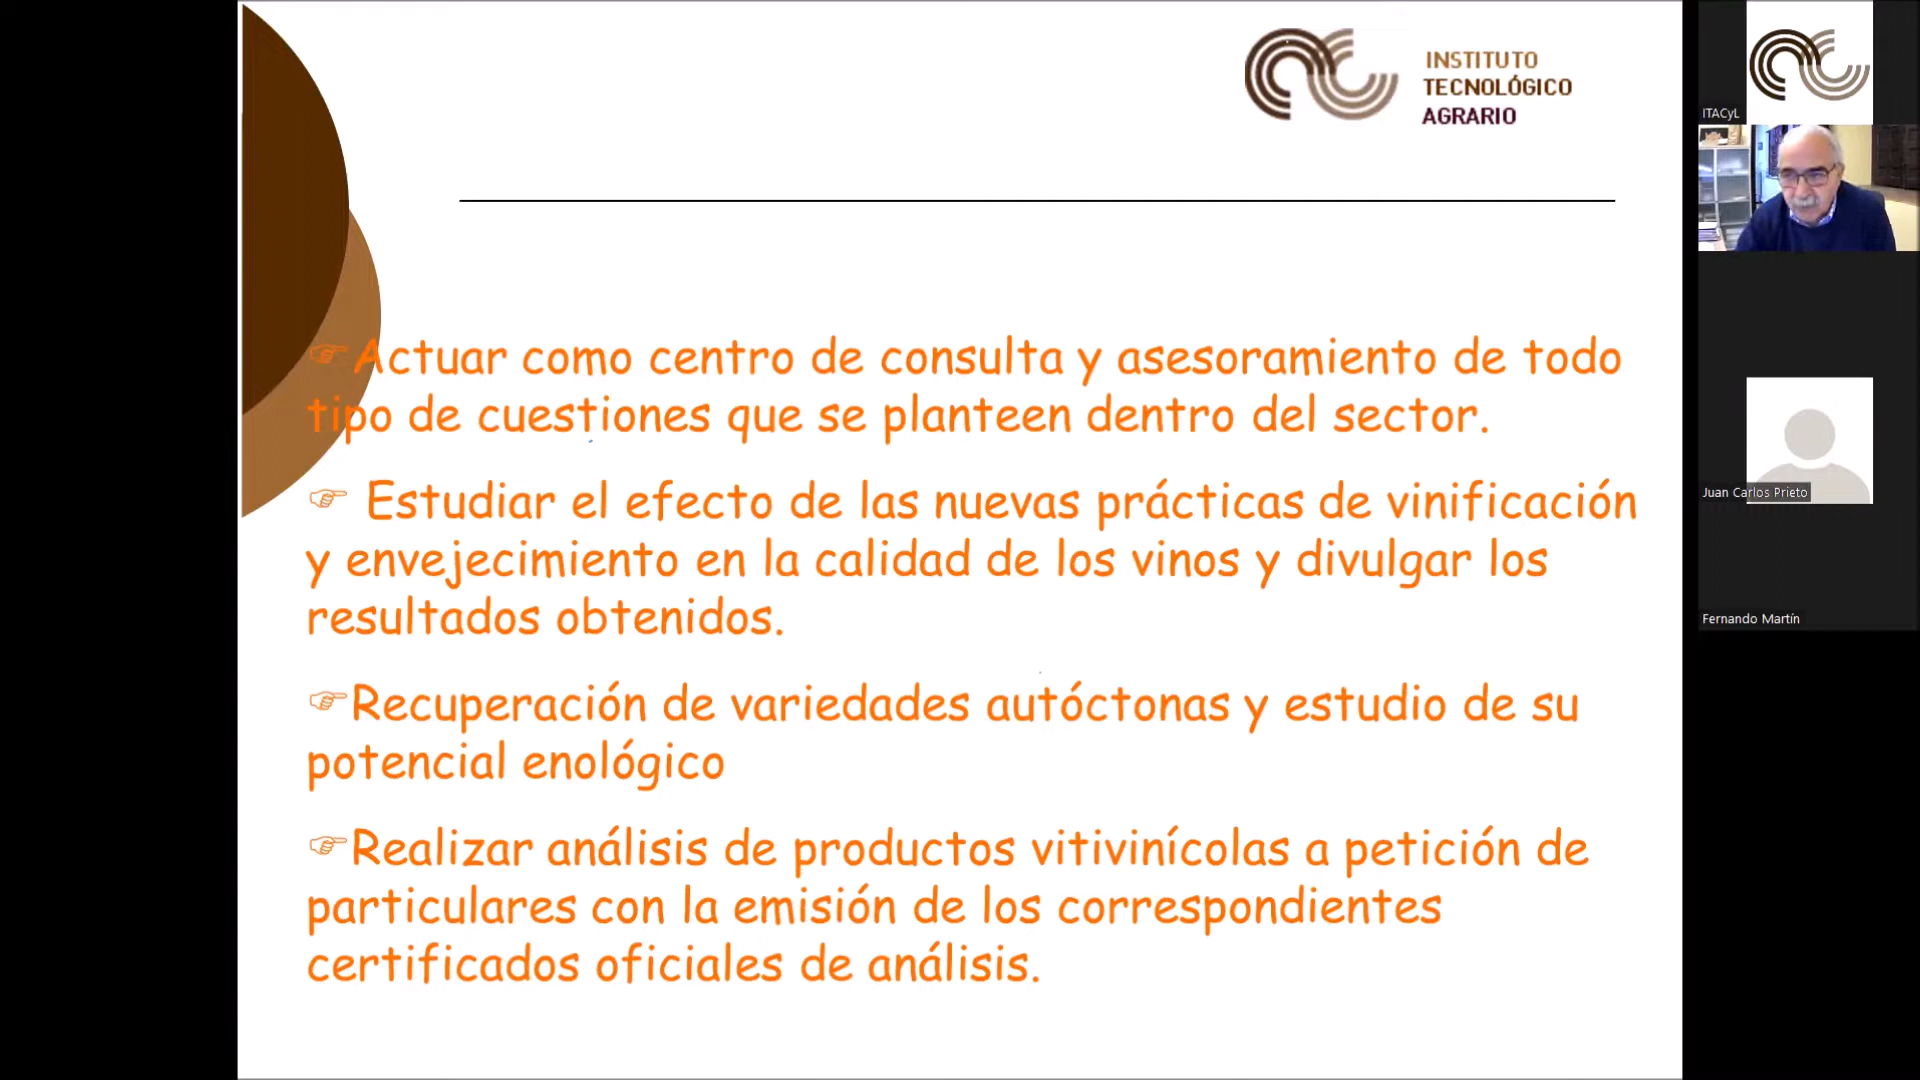 INSTITUTO
TECNOLÓGICO
AGRARIO
☞Actuar como centro de consulta y asesoramiento de todo
tipo de cuestiones que se planteen dentro del sector.
☞ Estudiar el efecto de las nuevas prácticas de vinificación
y envejecimiento en la calidad de los vinos y divulgar los
resultados obtenidos.
☞Recuperación de variedades autóctonas y estudio de su
potencial enológico
☞Realizar análisis de productos vitivinícolas a petición de
particulares con la emisión de los correspondientes
certificados oficiales de análisis.
ITACyL
Juan Carlos Prieto
Fernando Martín